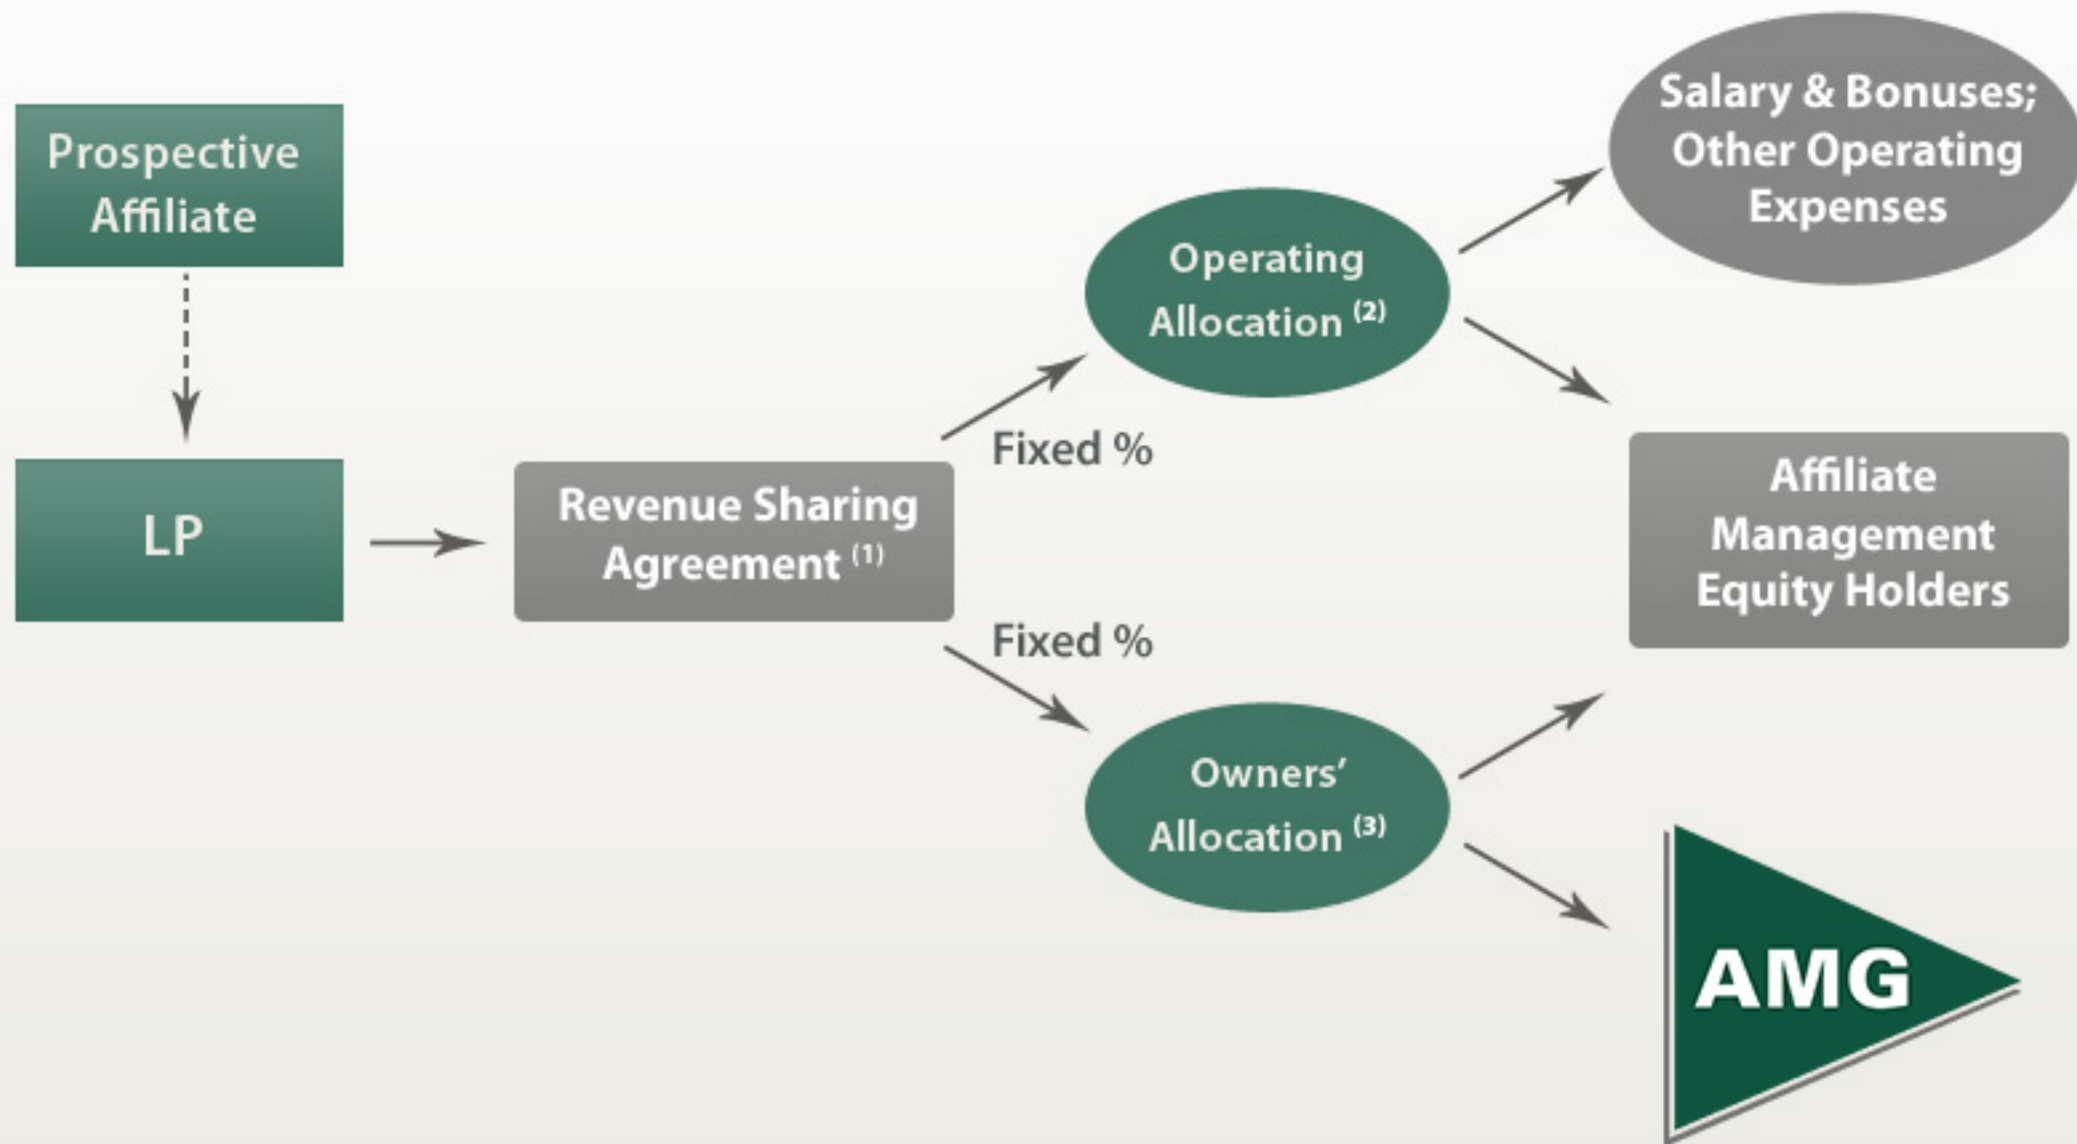 Prospective
Affiliate
LP
Revenue Sharing
Agreement (1)
Fixed %
Fixed %
Operating
Allocation (2)
Owners’
Allocation (3)
Salary & Bonuses;
Other Operating
Expenses
Affiliate
Management
Equity Holders
AMG